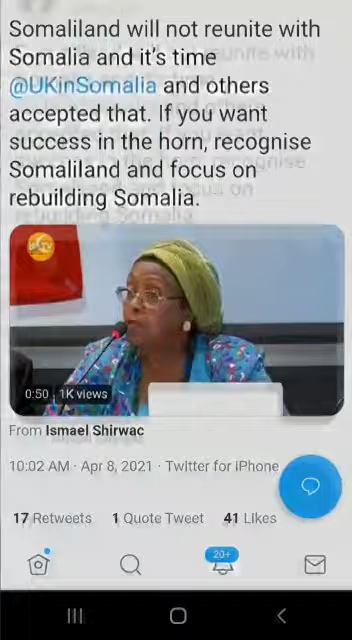 Somaliland will not reunite with
Somalia and it's time
@UKinSomalia and others
accepted that. If you want
success in the horn, recognise
Somaliland and focus on
rebuilding Somalia.
0:50 1K views
From Ismael Shirwac
10:02 AM · Apr 8, 2021 · Twitter for iPhone
17 Retweets 1 Quote Tweet 41 Likes
20+